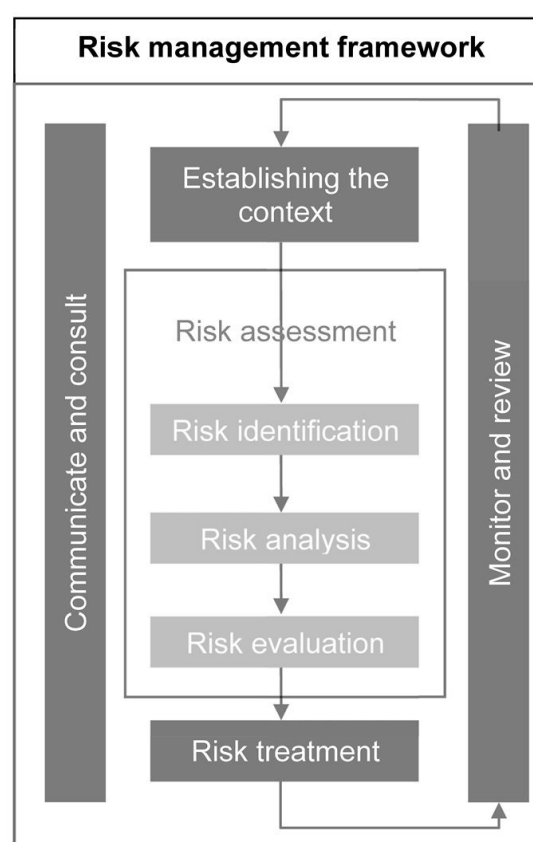 Risk management framework
Establishing the
context
Risk assessment
Risk identification
Risk analysis
Risk evaluation
Risk treatment
Communicate and consult
Monitor and review